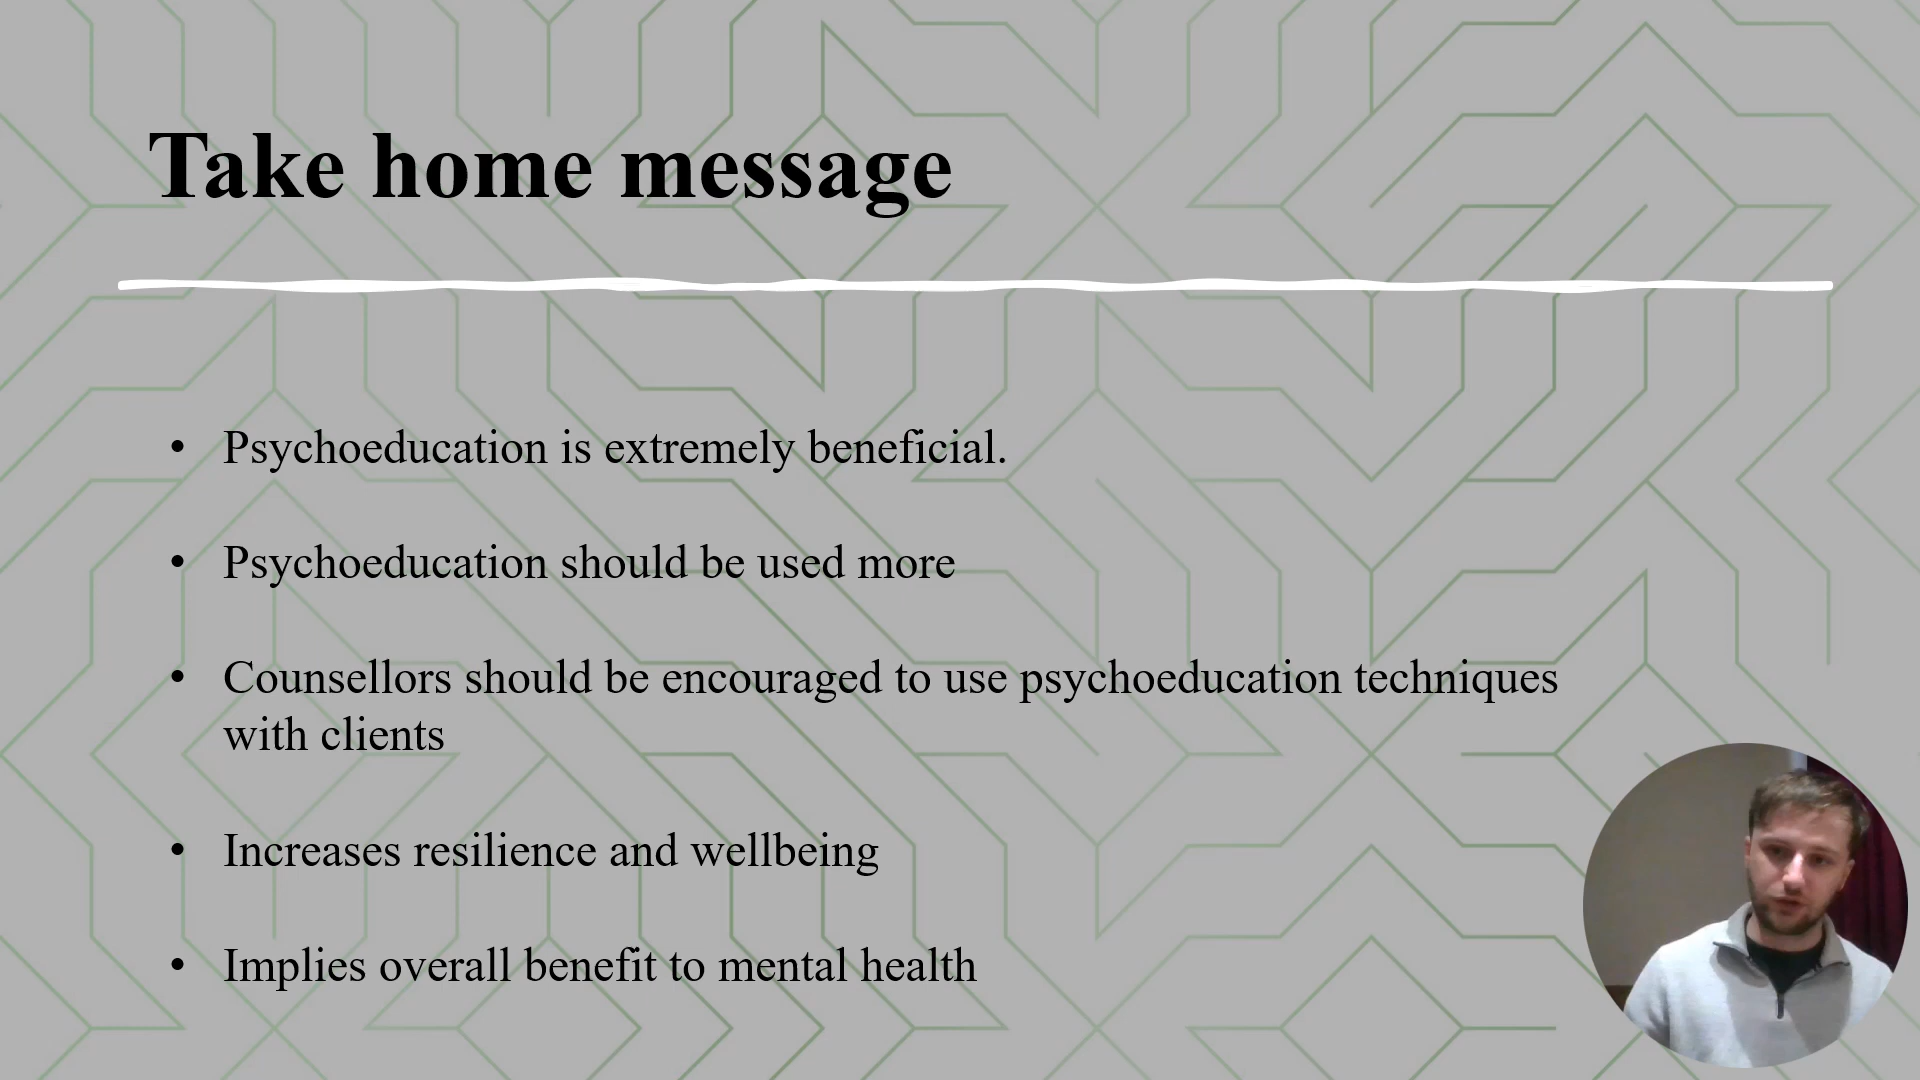 Take home message
• Psychoeducation is extremely beneficial.
• Psychoeducation should be used more
• Counsellors should be encouraged to use psychoeducation techniques
with clients
• Increases resilience and wellbeing
• Implies overall benefit to mental health